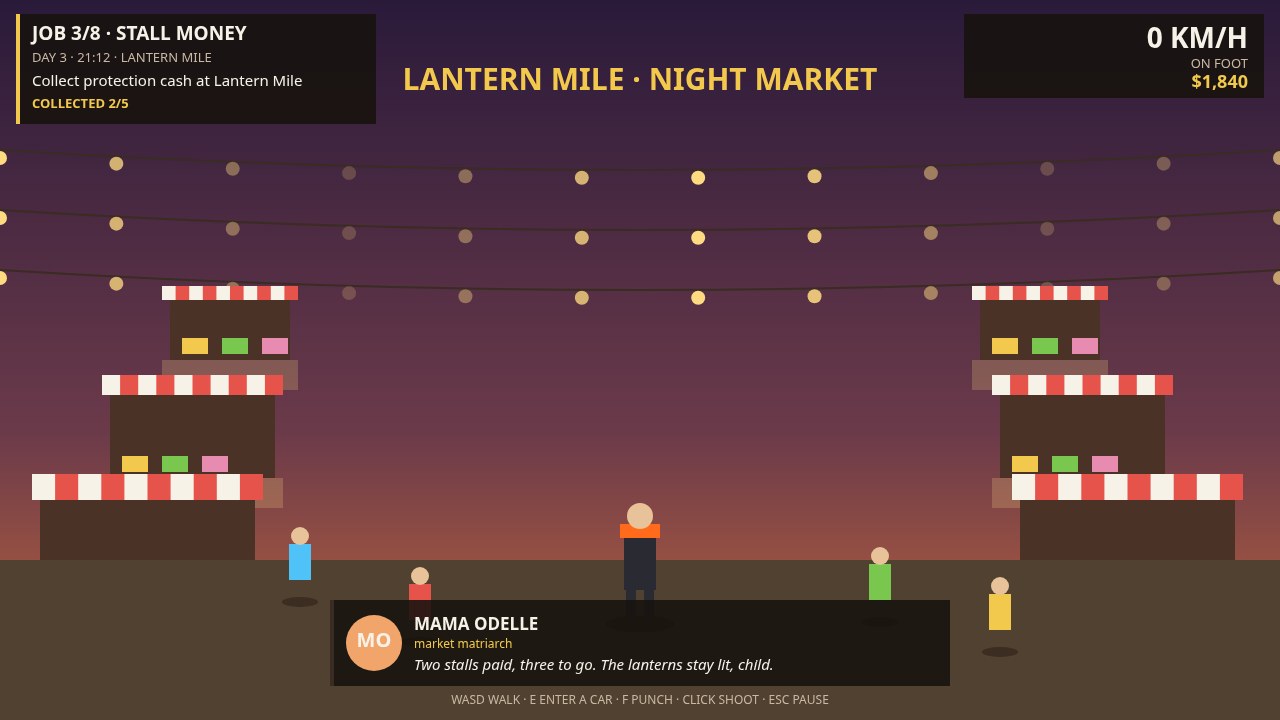 JOB 3/8 · STALL MONEY
DAY 3 · 21:12 · LANTERN MILE
Collect protection cash at Lantern Mile
COLLECTED 2/5
LANTERN MILE · NIGHT MARKET
0 KM/H
ON FOOT
$1,840
MO
MAMA ODELLE
market matriarch
Two stalls paid, three to go. The lanterns stay lit, child.
WASD WALK · E ENTER A CAR · F PUNCH · CLICK SHOOT · ESC PAUSE